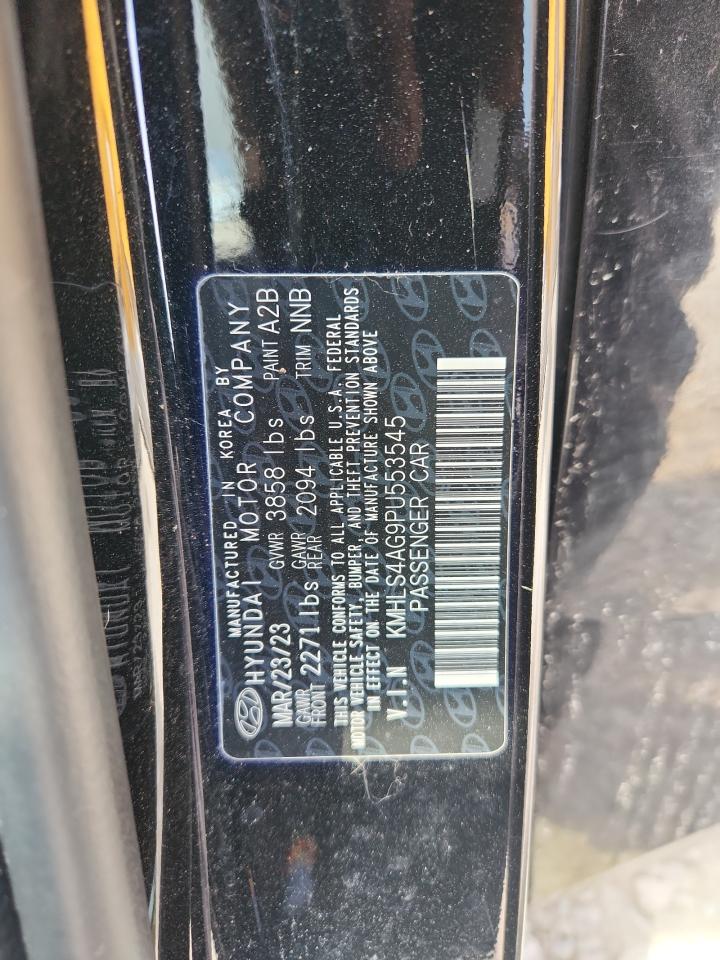 MANUFACTURED IN KOREA BY
HYUNDAI MOTOR COMPANY
MAR/23/23 GVWR 3858 lbs PAINT A2B
GAWR FRONT 2271lbs GAWR REAR 2094 lbs TRIM NNB
THIS VEHICLE CONFORMS TO ALL APPLICABLE U.S.A. FEDERAL
MOTOR VEHICLE SAFETY, BUMPER, AND THEFT PREVENTION STANDARDS
IN EFFECT ON THE DATE OF MANUFACTURE SHOWN ABOVE
V.I.N KMHLS4AG9PU553545
PASSENGER CAR